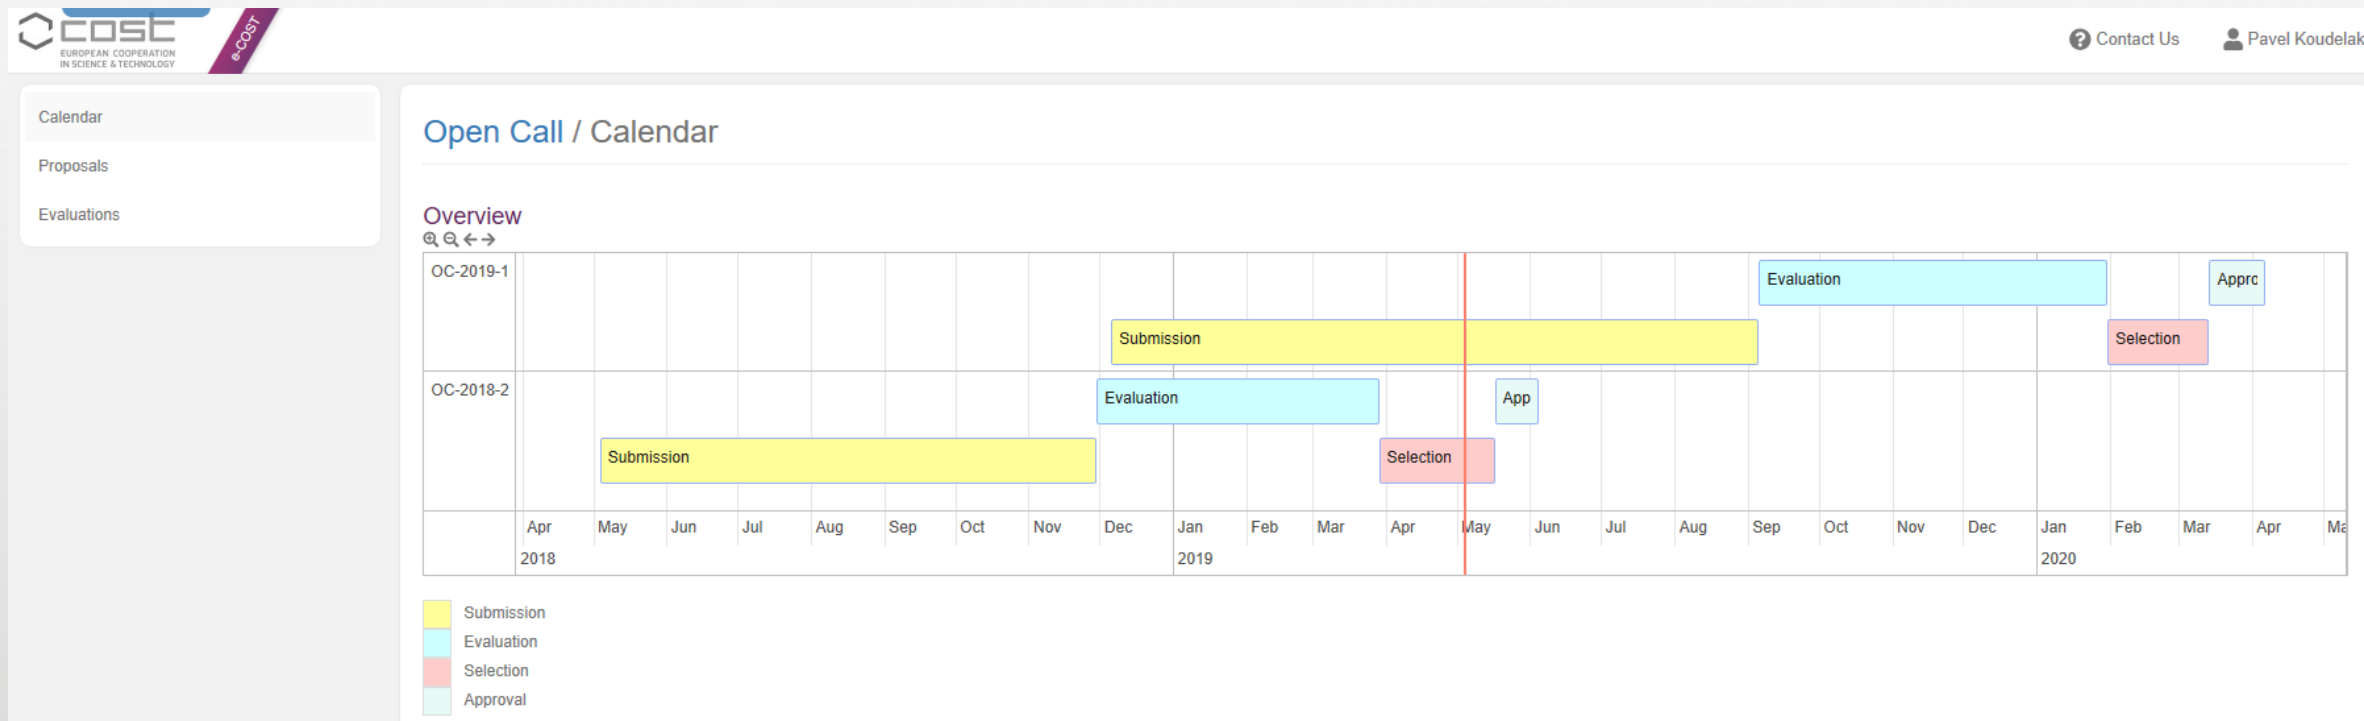 cost
EUROPEAN COOPERATION
IN SCIENCE & TECHNOLOGY
e-COST
Contact Us
Pavel Koudelak
Calendar
Proposals
Evaluations
Open Call / Calendar
Overview
OC-2019-1
Evaluation
Appro
Submission
Selection
OC-2018-2
Evaluation
App
Submission
Selection
Apr May Jun Jul Aug Sep Oct Nov Dec Jan Feb Mar Apr May Jun Jul Aug Sep Oct Nov Dec Jan Feb Mar Apr Ma
2018 2019 2020
Submission
Evaluation
Selection
Approval